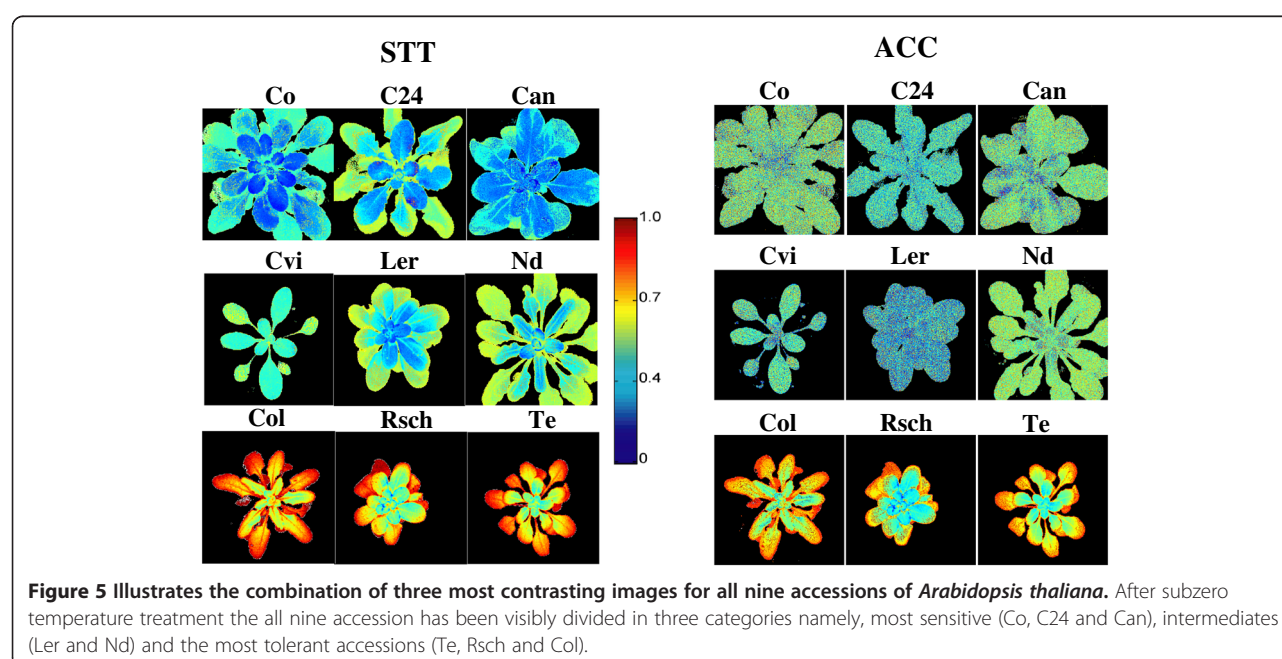 STT
ACC
Co C24 Can
Co C24 Can
Cvi Ler Nd
Cvi Ler Nd
Col Rsch Te
Col Rsch Te
1.0
0.7
0.4
0
Figure 5 Illustrates the combination of three most contrasting images for all nine accessions of Arabidopsis thaliana. After subzero
temperature treatment the all nine accession has been visibly divided in three categories namely, most sensitive (Co, C24 and Can), intermediates
(Ler and Nd) and the most tolerant accessions (Te, Rsch and Col).